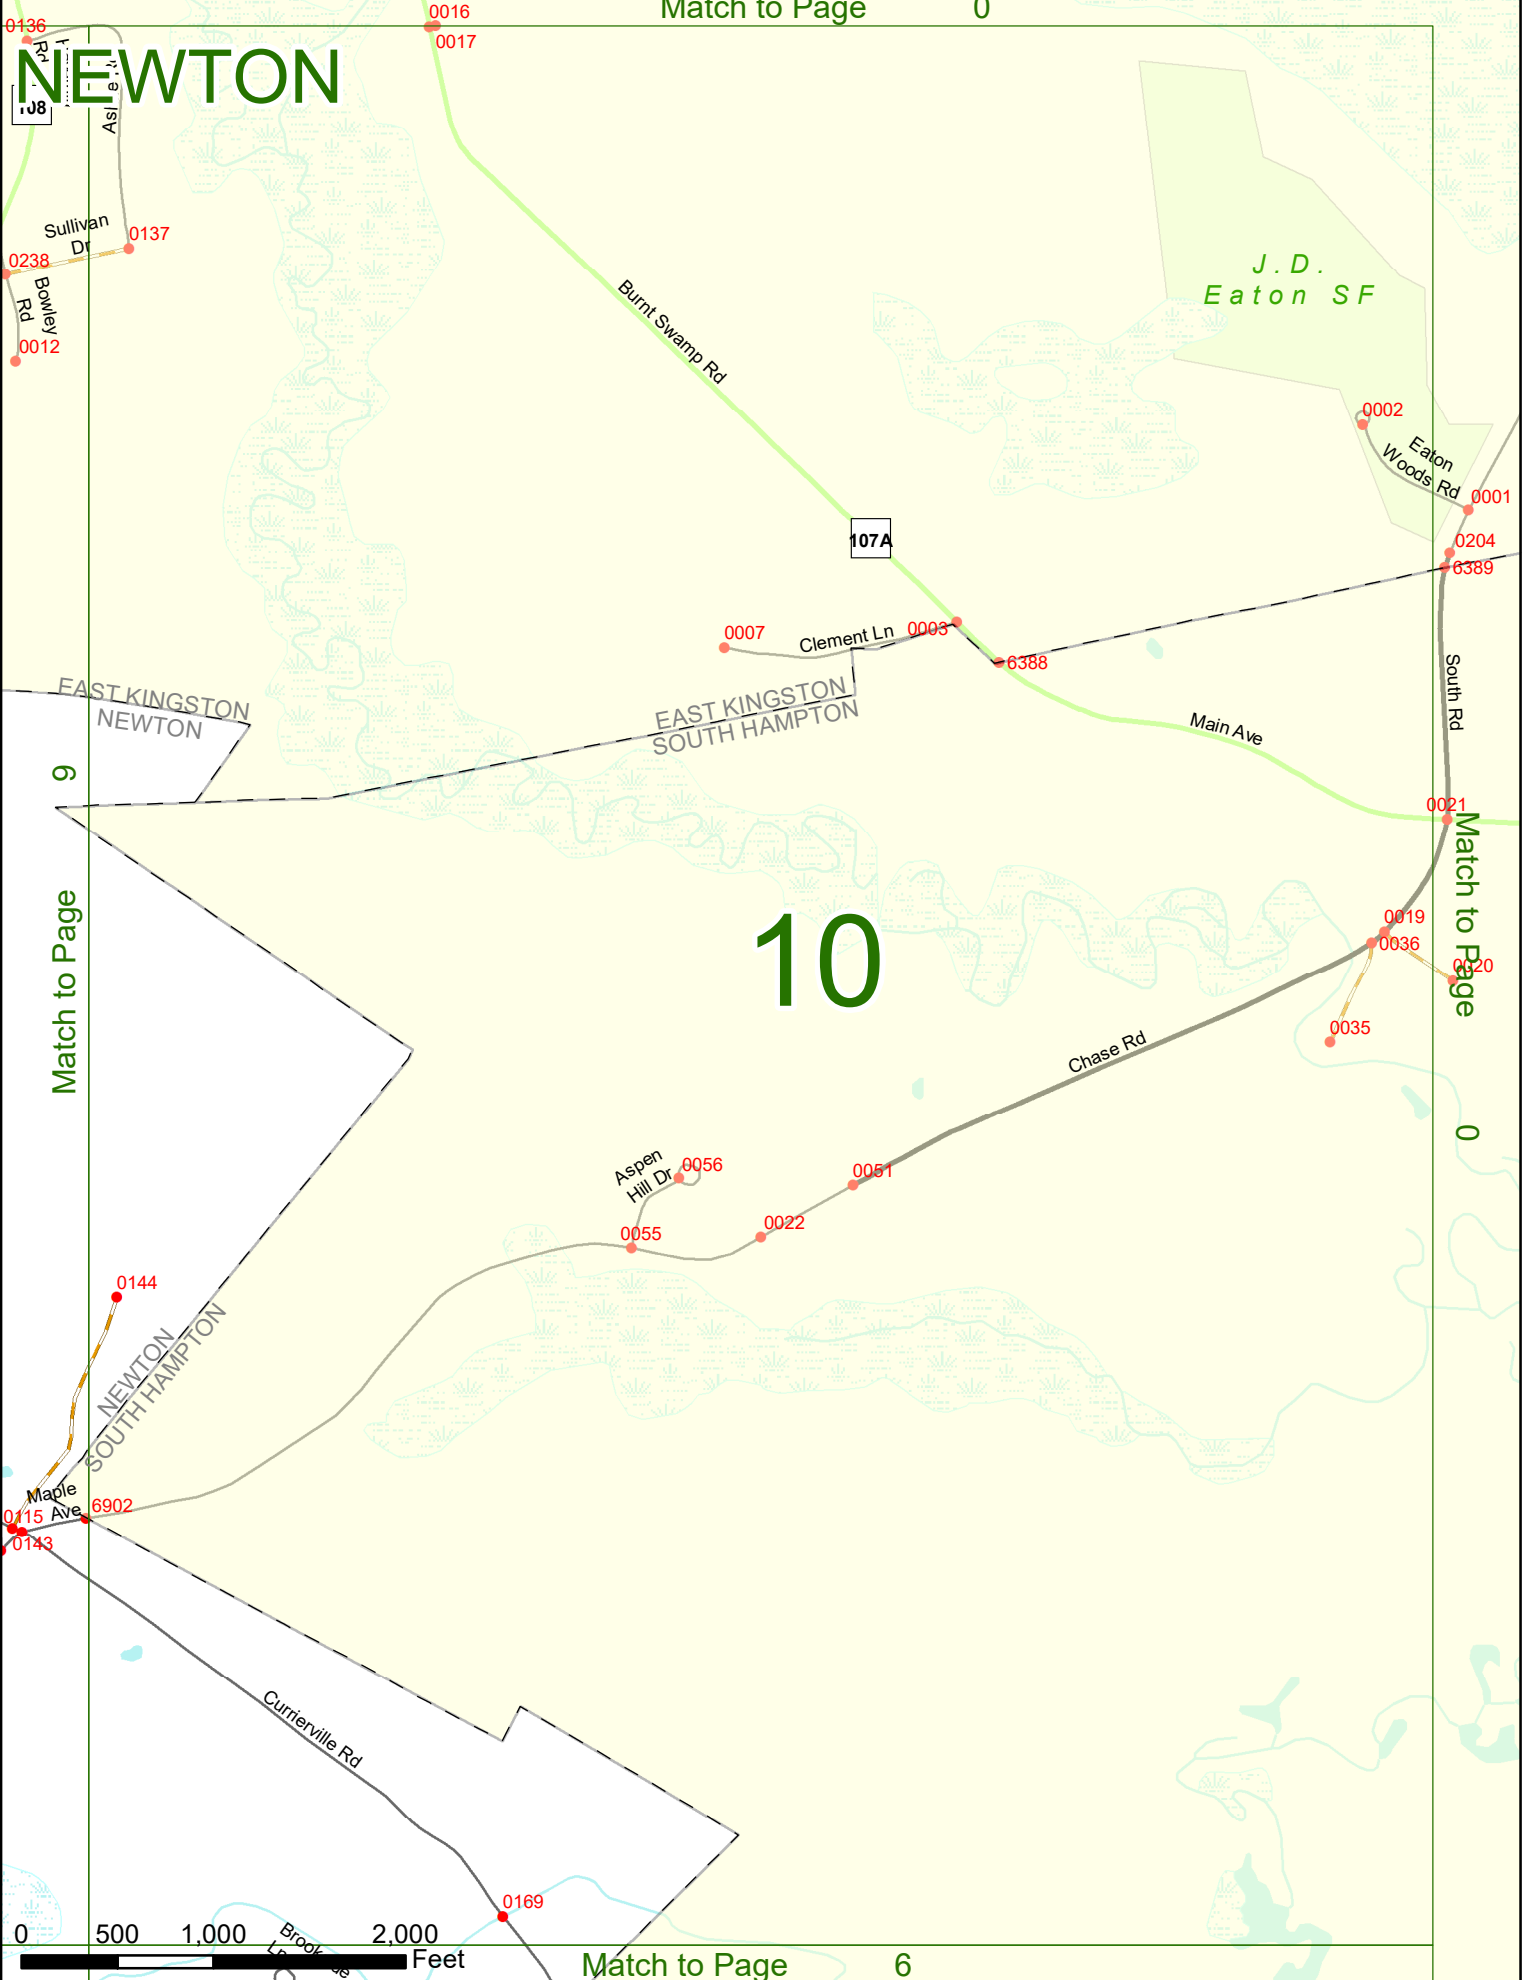 Match to Page 0
0016
0017
0136
Rd
NEWTON
108
Sullivan
Dr
0137
0238
Bowley
Rd
0012
Burnt Swamp Rd
J.D.
Eaton SF
0002
Eaton
Woods Rd
0001
0204
6389
107A
0003
0007
Clement Ln
6388
South Rd
EAST KINGSTON
NEWTON
EAST KINGSTON
SOUTH HAMPTON
Main Ave
0021
Match to Page 9
Match to Page 0
10
0019
0036
0020
0035
Chase Rd
Aspen
Hill Dr
0056
0051
0022
0055
0144
NEWTON
SOUTH HAMPTON
Maple
Ave
6902
0115
0143
Currierville Rd
0169
0 500 1,000 2,000
Feet
Match to Page 6